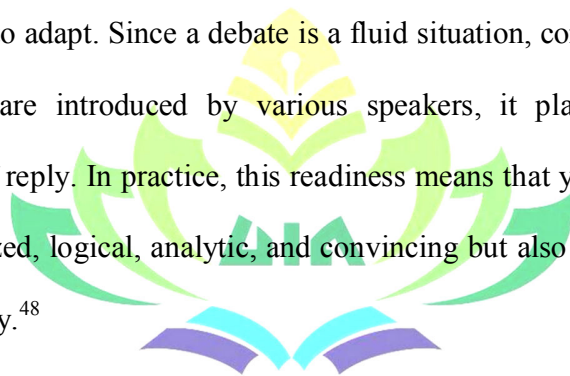 o adapt. Since a debate is a fluid situation, co
are introduced by various speakers, it pla
reply. In practice, this readiness means that y
ed, logical, analytic, and convincing but also
y.48